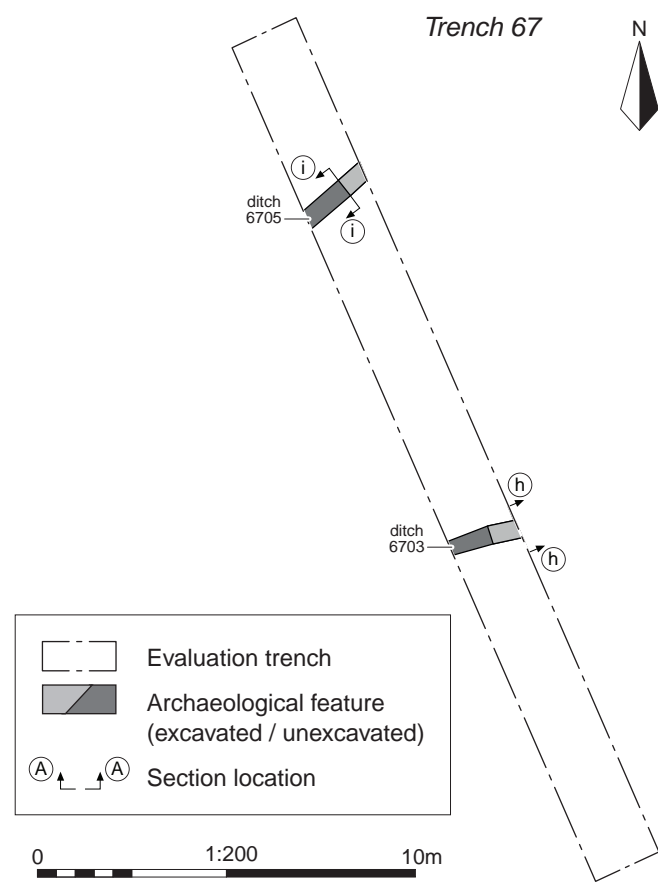 Trench 67
N
i
ditch
6705
i
h
ditch
6703
h
Evaluation trench
Archaeological feature
(excavated / unexcavated)
A A
Section location
0 1:200 10m